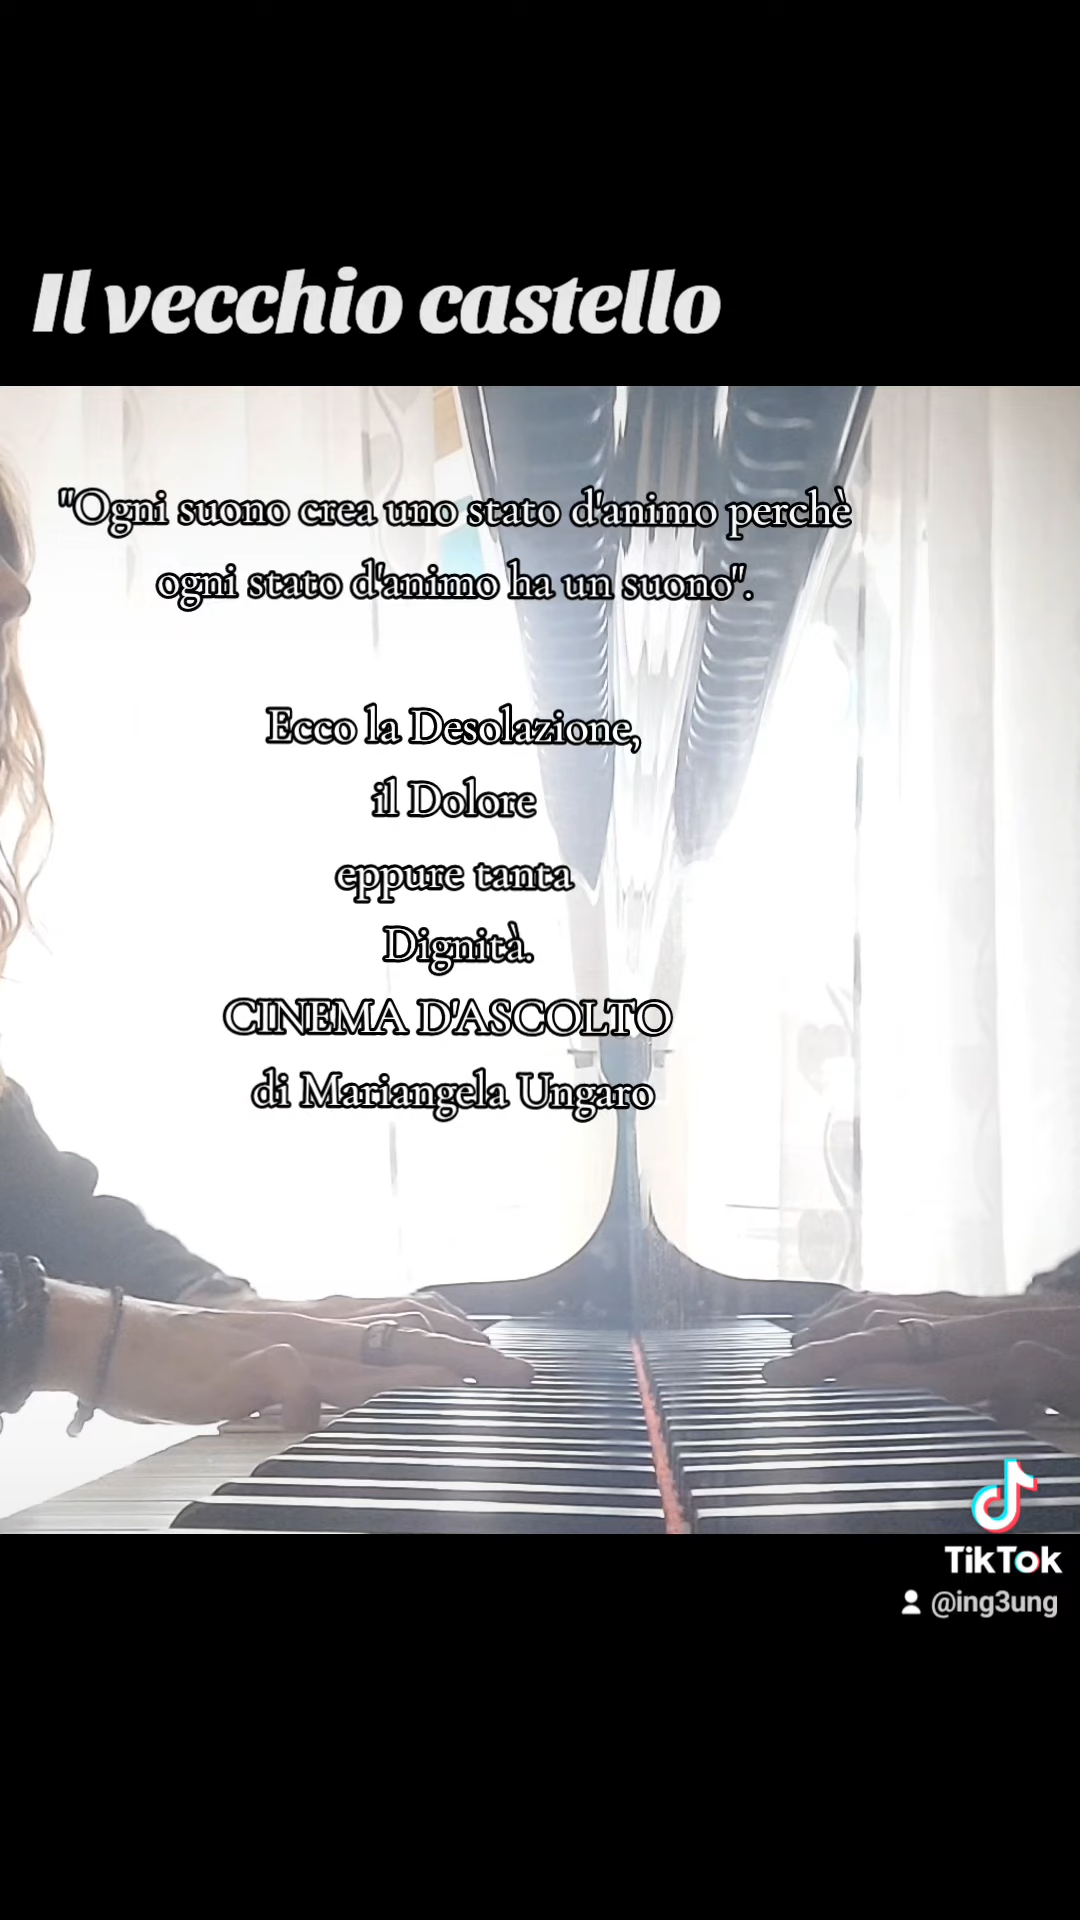 Il vecchio castello
"Ogni suono crea uno stato d'animo perchè
ogni stato d'animo ha un suono".
Ecco la Desolazione,
il Dolore
eppure tanta
Dignità.
CINEMA D'ASCOLTO
di Mariangela Ungaro
TikTok
@ing3ung